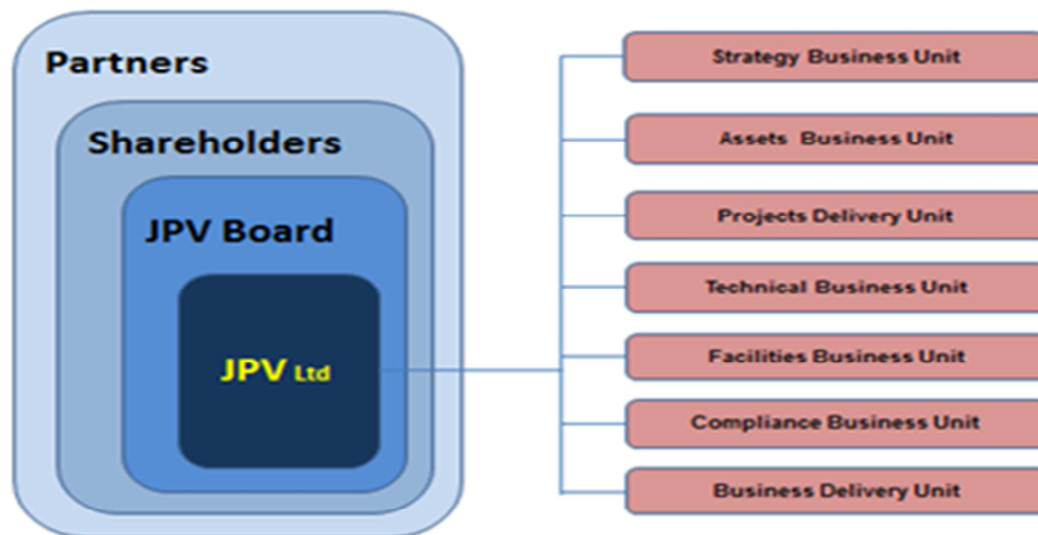 Partners
Shareholders
JPV Board
JPV Ltd
Strategy Business Unit
Assets Business Unit
Projects Delivery Unit
Technical Business Unit
Facilities Business Unit
Compliance Business Unit
Business Delivery Unit